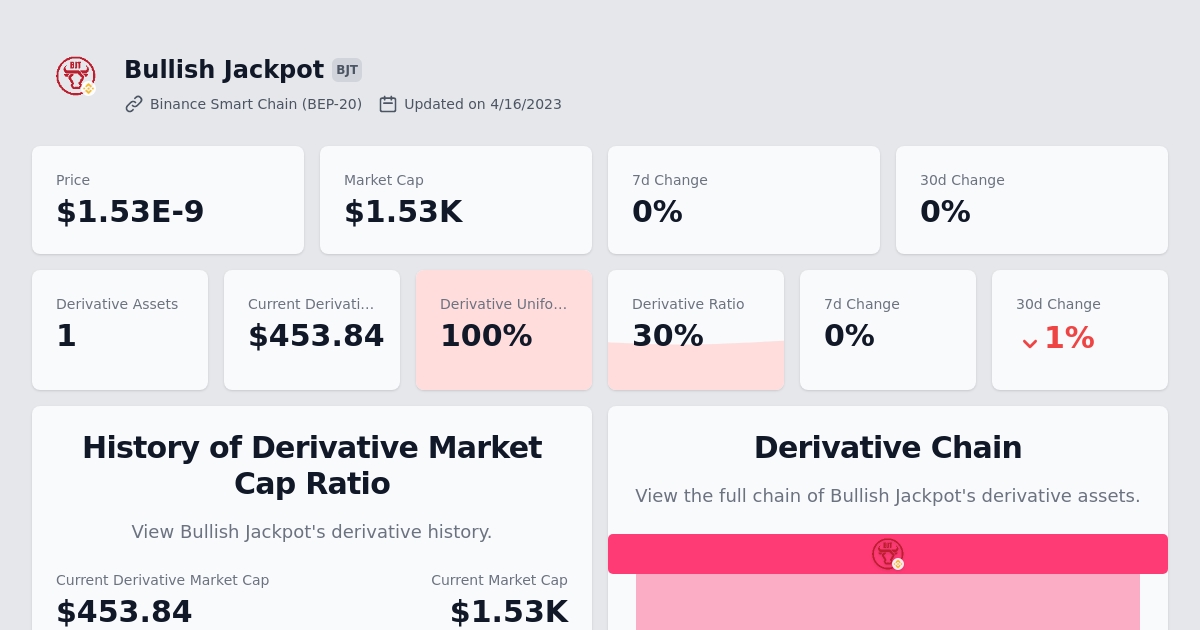 Bullish Jackpot BJT
Binance Smart Chain (BEP-20) Updated on 4/16/2023
Price
$1.53E-9
Market Cap
$1.53K
7d Change
0%
30d Change
0%
Derivative Assets
1
Current Derivati...
$453.84
Derivative Unifo...
100%
Derivative Ratio
30%
7d Change
0%
30d Change
1%
History of Derivative Market
Cap Ratio
View Bullish Jackpot's derivative history.
Current Derivative Market Cap
$453.84
Current Market Cap
$1.53K
Derivative Chain
View the full chain of Bullish Jackpot's derivative assets.
BJT